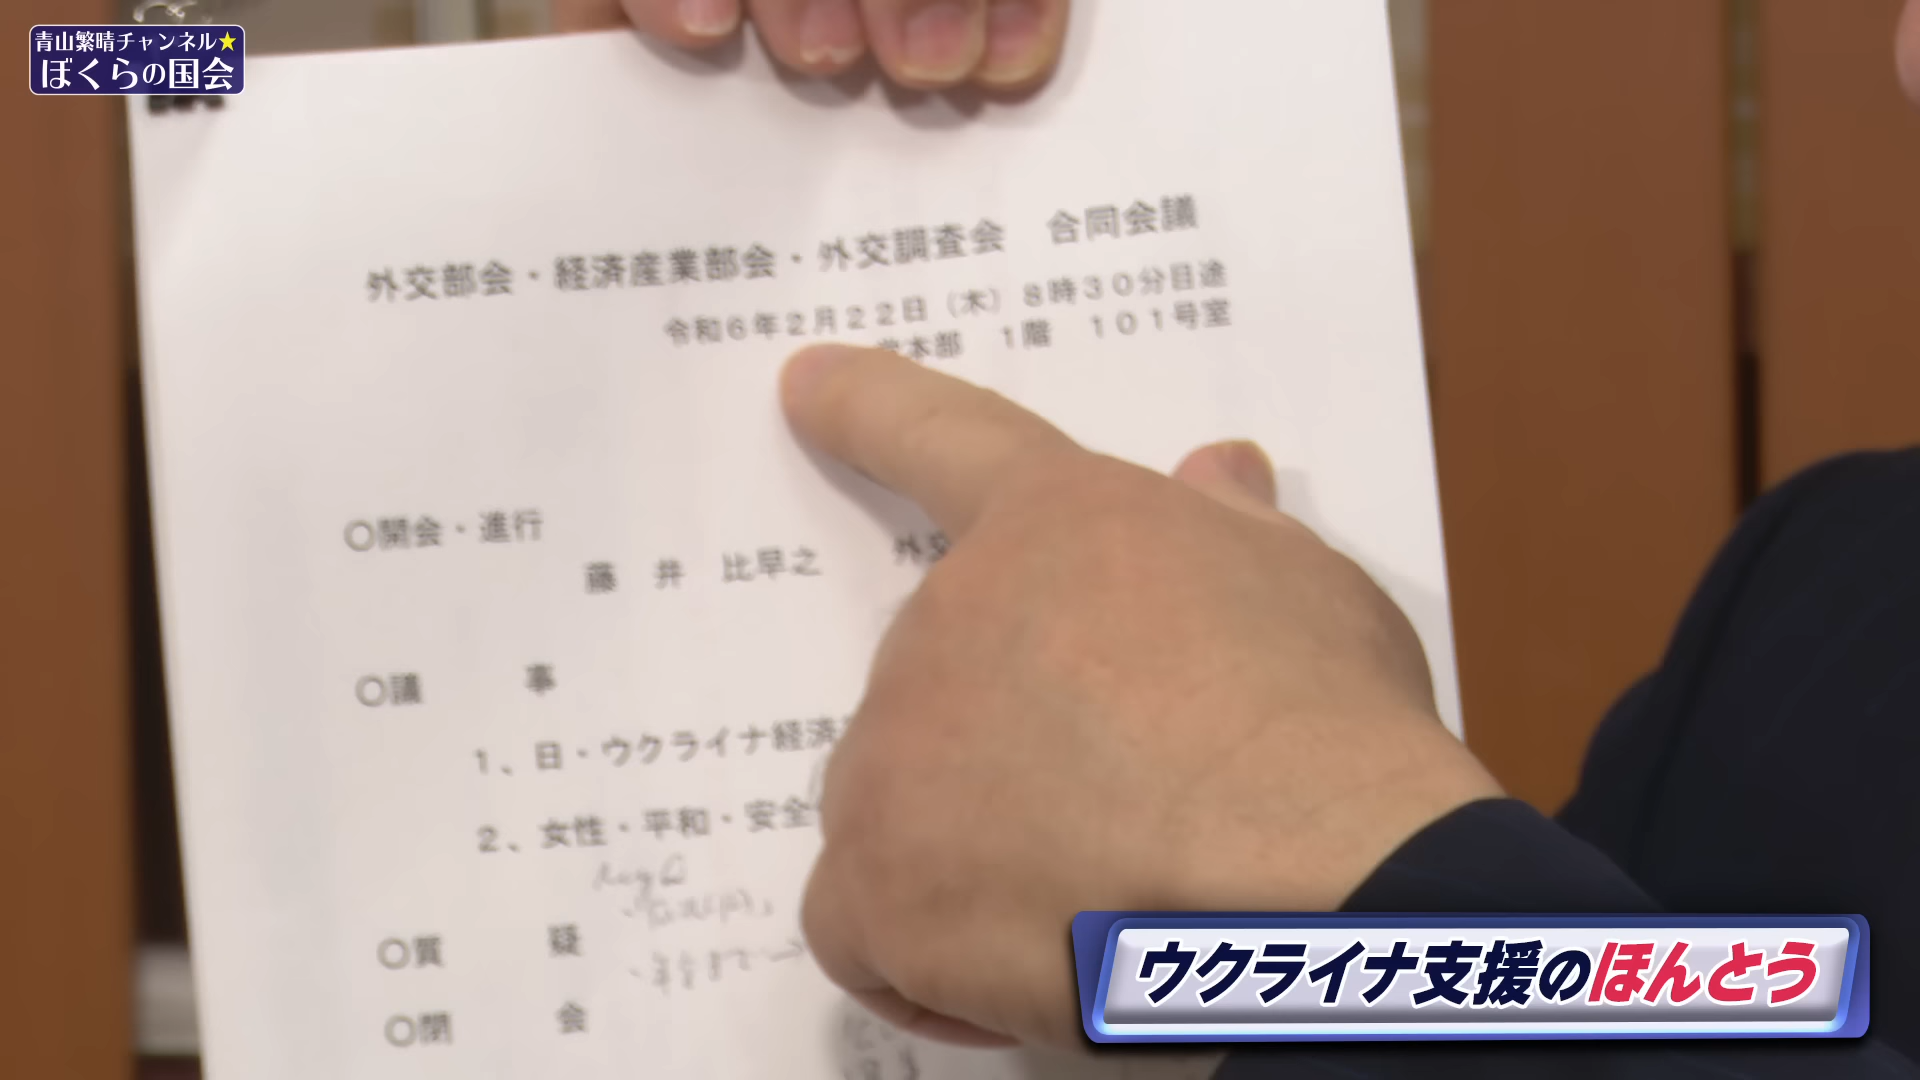 青山繁晴チャンネル★
ぼくらの国会
外交部会・経済産業部会・外交調査会 合同会議
令和6年2月22日(木)8時30分目途
党本部 1階 101号室
○開会・進行
藤 井 比早之 外交
○議 事
1、日・ウクライナ経済
2、女性・平和・安全
○質 疑
○閉 会
ウクライナ支援のほんとう